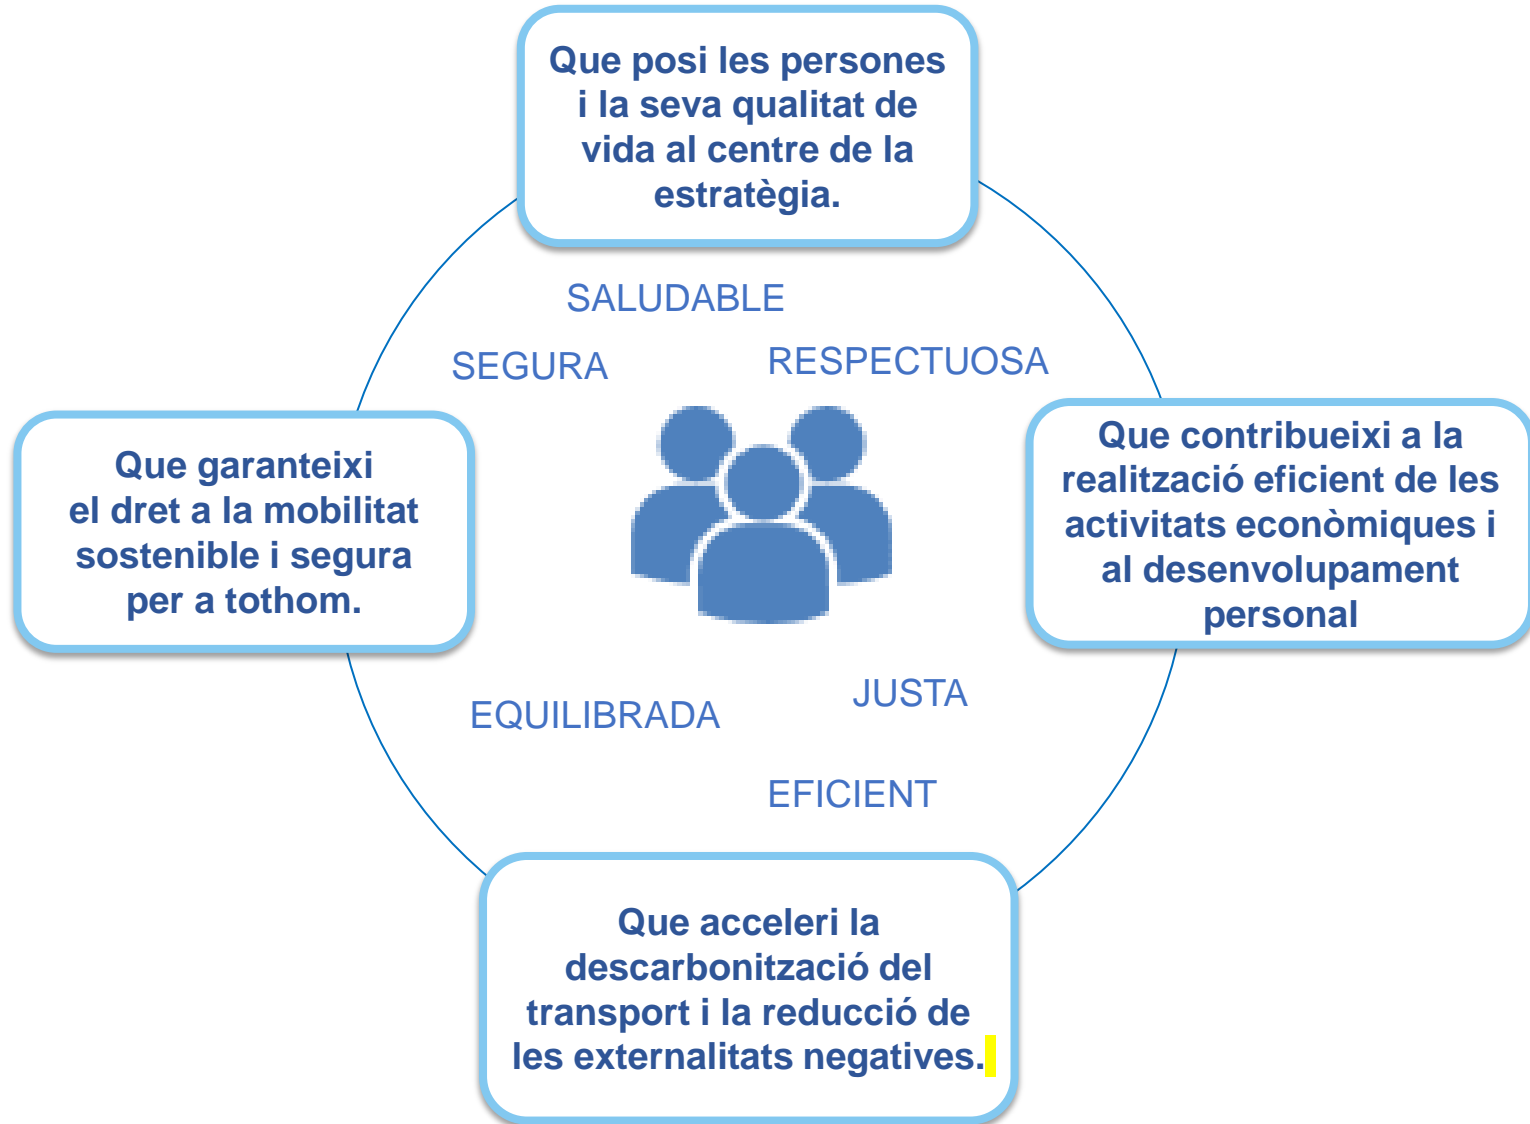 Que posi les persones
i la seva qualitat de
vida al centre de la
estratègia.
SALUDABLE
SEGURA
RESPECTUOSA
Que garanteixi
el dret a la mobilitat
sostenible i segura
per a tothom.
Que contribueixi a la
realització eficient de les
activitats econòmiques i
al desenvolupament
personal
EQUILIBRADA
JUSTA
EFICIENT
Que acceleri la
descarbonització del
transport i la reducció de
les externalitats negatives.